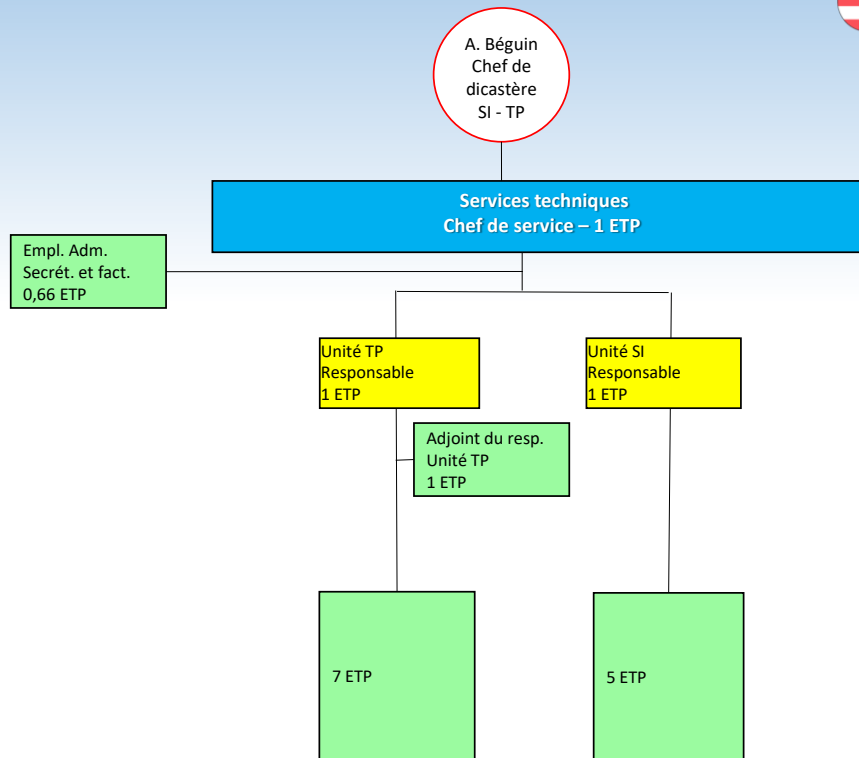 A. Béguin
Chef de
dicastère
SI - TP
Services techniques
Chef de service – 1 ETP
Empl. Adm.
Secrét. et fact.
0,66 ETP
Unité TP
Responsable
1 ETP
Unité SI
Responsable
1 ETP
Adjoint du resp.
Unité TP
1 ETP
7 ETP
5 ETP